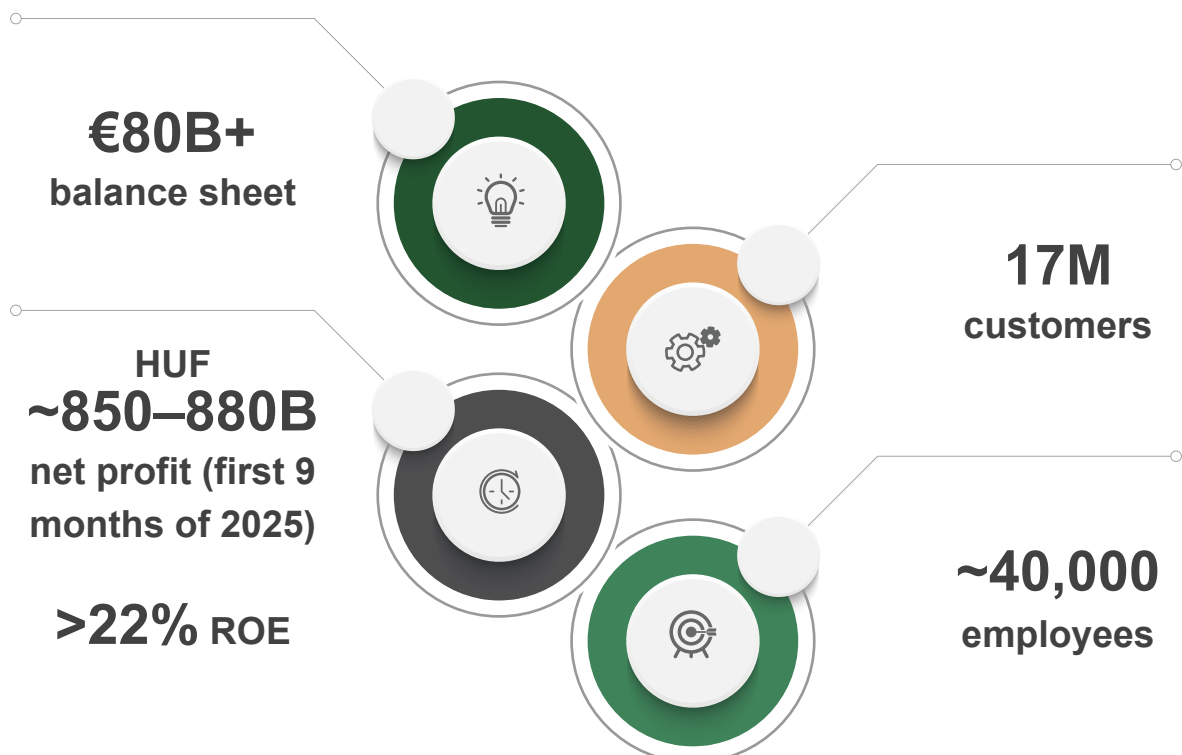 €80B+
balance sheet
17M
customers
HUF
~850–880B
net profit (first 9
months of 2025)
>22% ROE
~40,000
employees